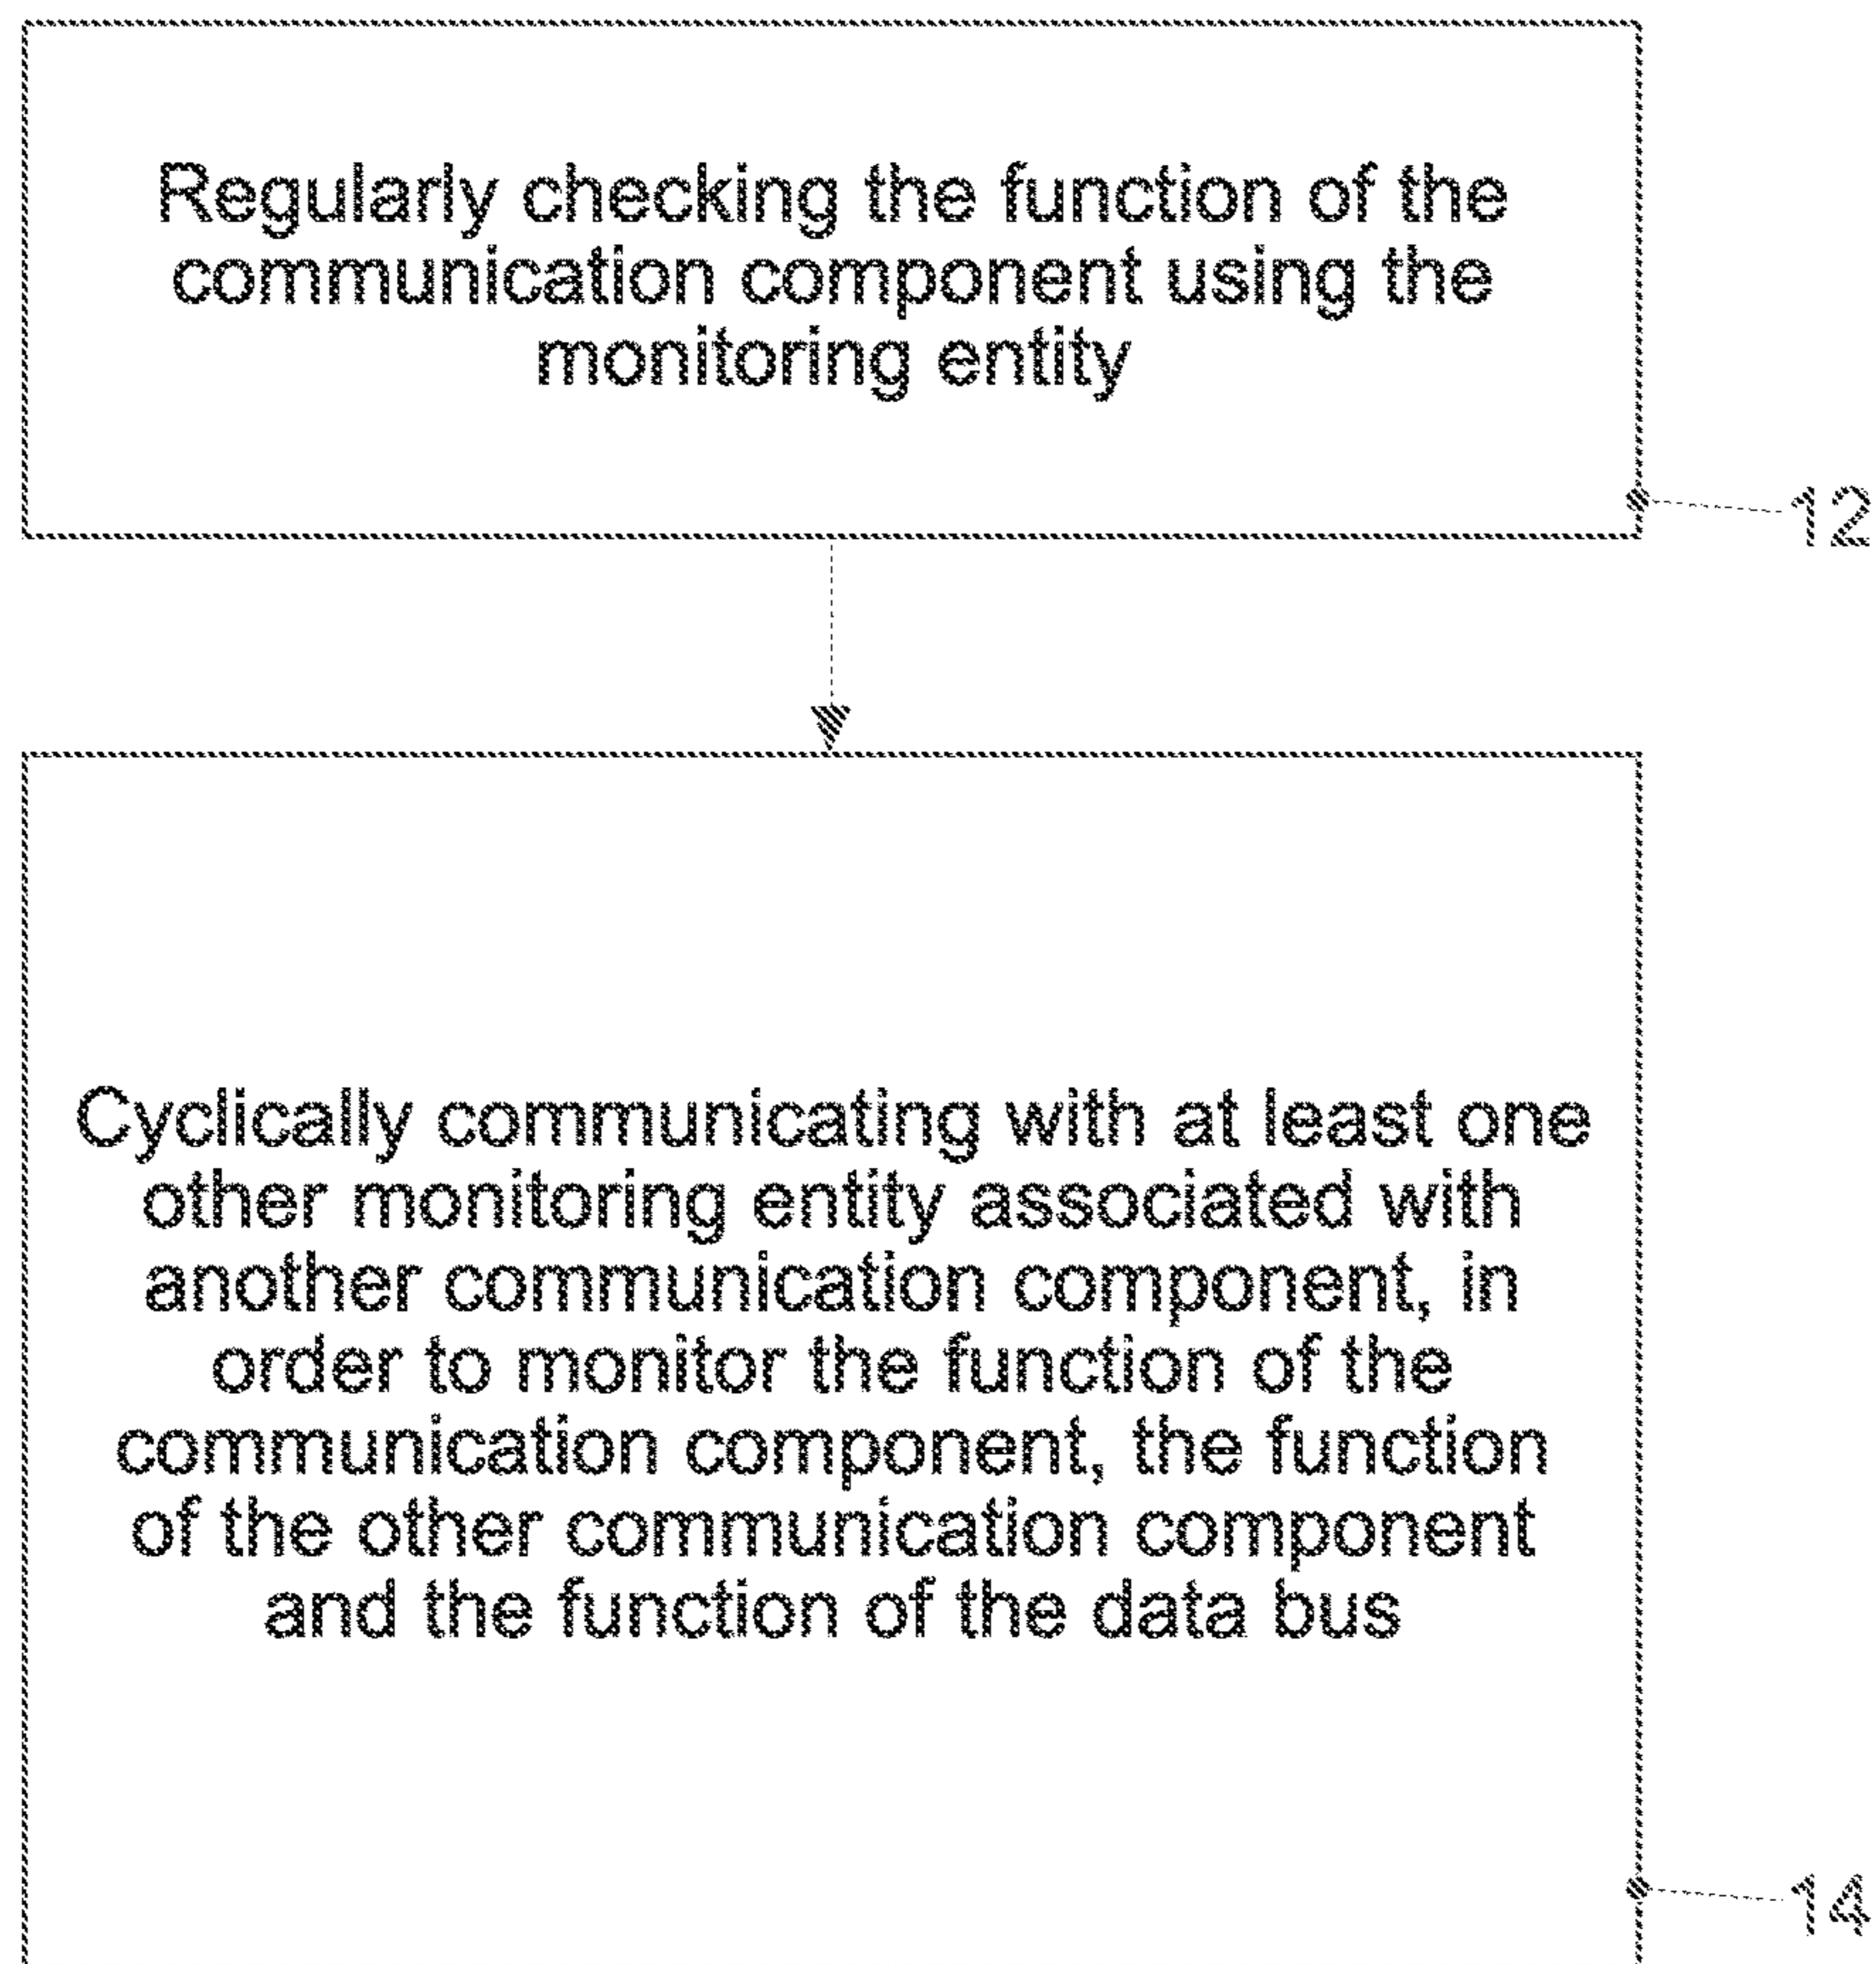 Regularly checking the function of the
communication component using the
monitoring entity
12
Cyclically communicating with at least one
other monitoring entity associated with
another communication component, in
order to monitor the function of the
communication component, the function
of the other communication component
and the function of the data bus
14